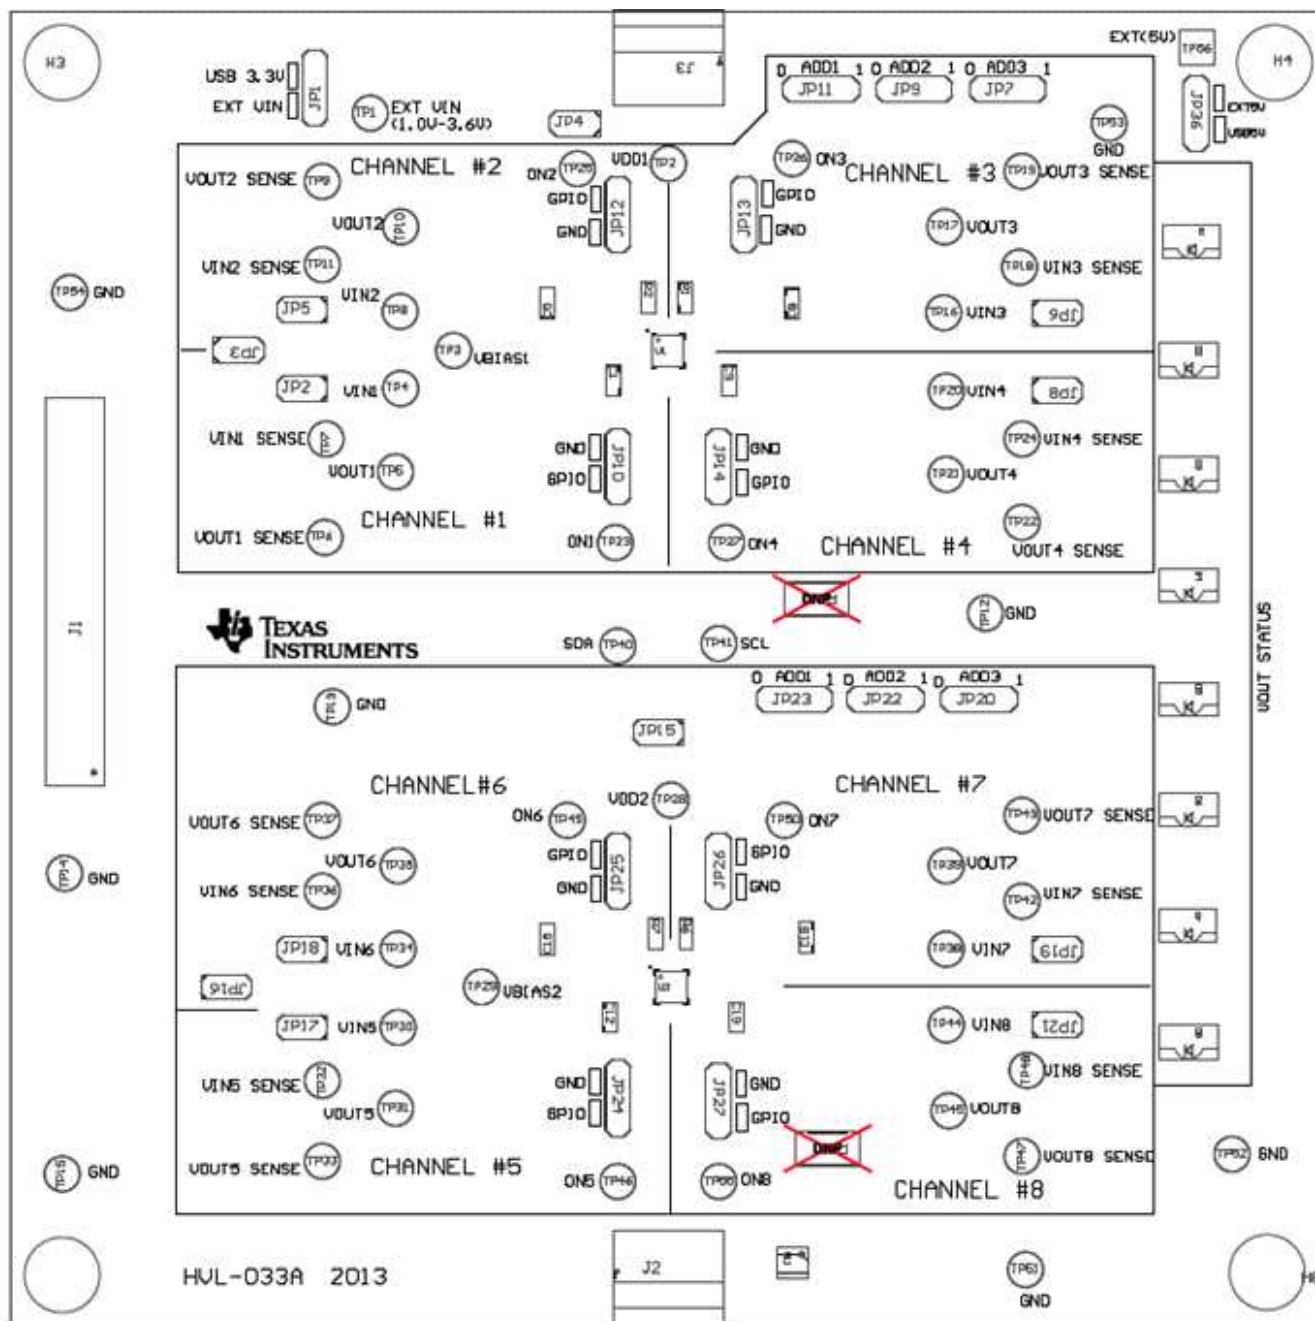 H3
USB 3.3V
EXT VIN
JP1
TP1
EXT VIN
(1.0V-3.6V)
JP4
J3
EXT(5V)
TP56
H4
0 ADD1 1 0 ADD2 1 0 ADD3 1
JP11 JP9 JP7
JP36
EXT5V
USB5V
TP53
GND
CHANNEL #2
VOUT2 SENSE TP9
ON2
VDD1 TP2
TP26 ON3
CHANNEL #3
TP19 VOUT3 SENSE
GPIO
JP12
GND
JP13
GPIO
GND
VOUT2 TP10
TP17 VOUT3
VIN2 SENSE TP11
TP18 VIN3 SENSE
TP54 GND
VIN2
JP5
TP8
TP16 VIN3
JP6
JP3
TP3
VBIAS1
U1
JP2
VIN1 TP4
TP20 VIN4
JP8
VIN1 SENSE TP7
GND
GPIO
JP10
JP14
GND
GPIO
TP24 VIN4 SENSE
VOUT1
TP21 VOUT4
CHANNEL #1
VOUT1 SENSE
ON1 TP23
TP27 ON4
CHANNEL #4
TP22
VOUT4 SENSE
J1
TEXAS
INSTRUMENTS
TP12 GND
VOUT STATUS
SDA TP40
TP41 SCL
0 ADD1 1 0 ADD2 1 0 ADD3 1
JP23 JP22 JP20
TP13 GND
JP15
CHANNEL#6
VDD2 TP28
CHANNEL #7
VOUT6 SENSE TP37
ON6
TP50 ON7
TP43 VOUT7 SENSE
GPIO
JP25
GND
JP26
GPIO
GND
VOUT6 TP35
TP39 VOUT7
TP14 GND
VIN6 SENSE TP36
TP42
VIN7 SENSE
JP18
VIN6 TP34
TP38 VIN7
JP19
JP16
TP29 VBIAS2
JP17
VIN5 TP30
TP44 VIN8
JP21
VIN5 SENSE TP32
GND
GPIO
JP24
JP27
GND
GPIO
TP48 VIN8 SENSE
VOUT5 TP31
TP45 VOUT8
TP15 GND
VOUT5 SENSE TP33
CHANNEL #5
ON5 TP46
ON8
TP47 VOUT8 SENSE
CHANNEL #8
TP52 GND
HVL-033A 2013
J2
TP51
GND